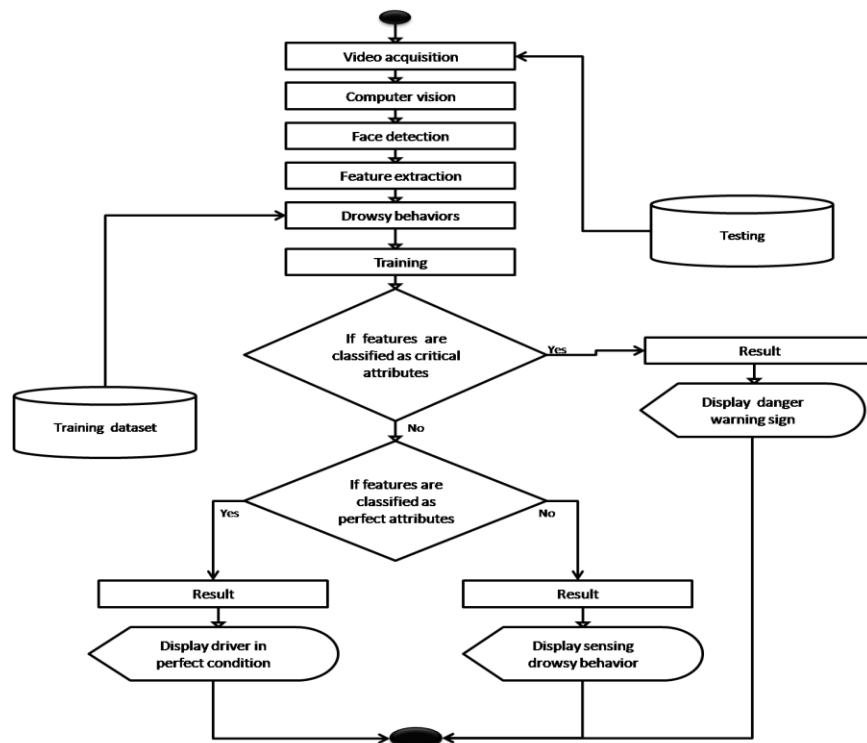 Video acquisition
Computer vision
Face detection
Feature extraction
Drowsy behaviors
Testing
Training
If features are
classified as critical
attributes
Yes
Result
Display danger
warning sign
Training dataset
No
If features are
classified as
perfect attributes
Yes
No
Result
Result
Display driver in
perfect condition
Display sensing
drowsy behavior